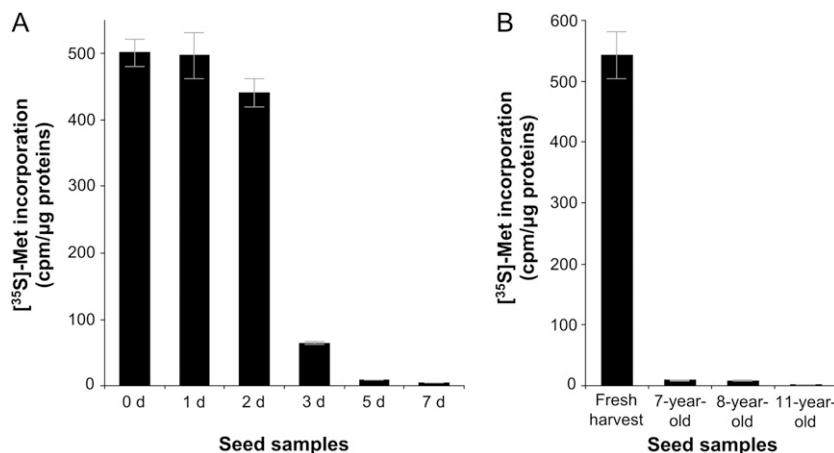 A
[³⁵S]-Met incorporation
(cpm/µg proteins)
500
400
300
200
100
0
0 d 1 d 2 d 3 d 5 d 7 d
Seed samples
B
[³⁵S]-Met incorporation
(cpm/µg proteins)
600
500
400
300
200
100
0
Fresh 7-year- 8-year- 11-year-
harvest old old old
Seed samples